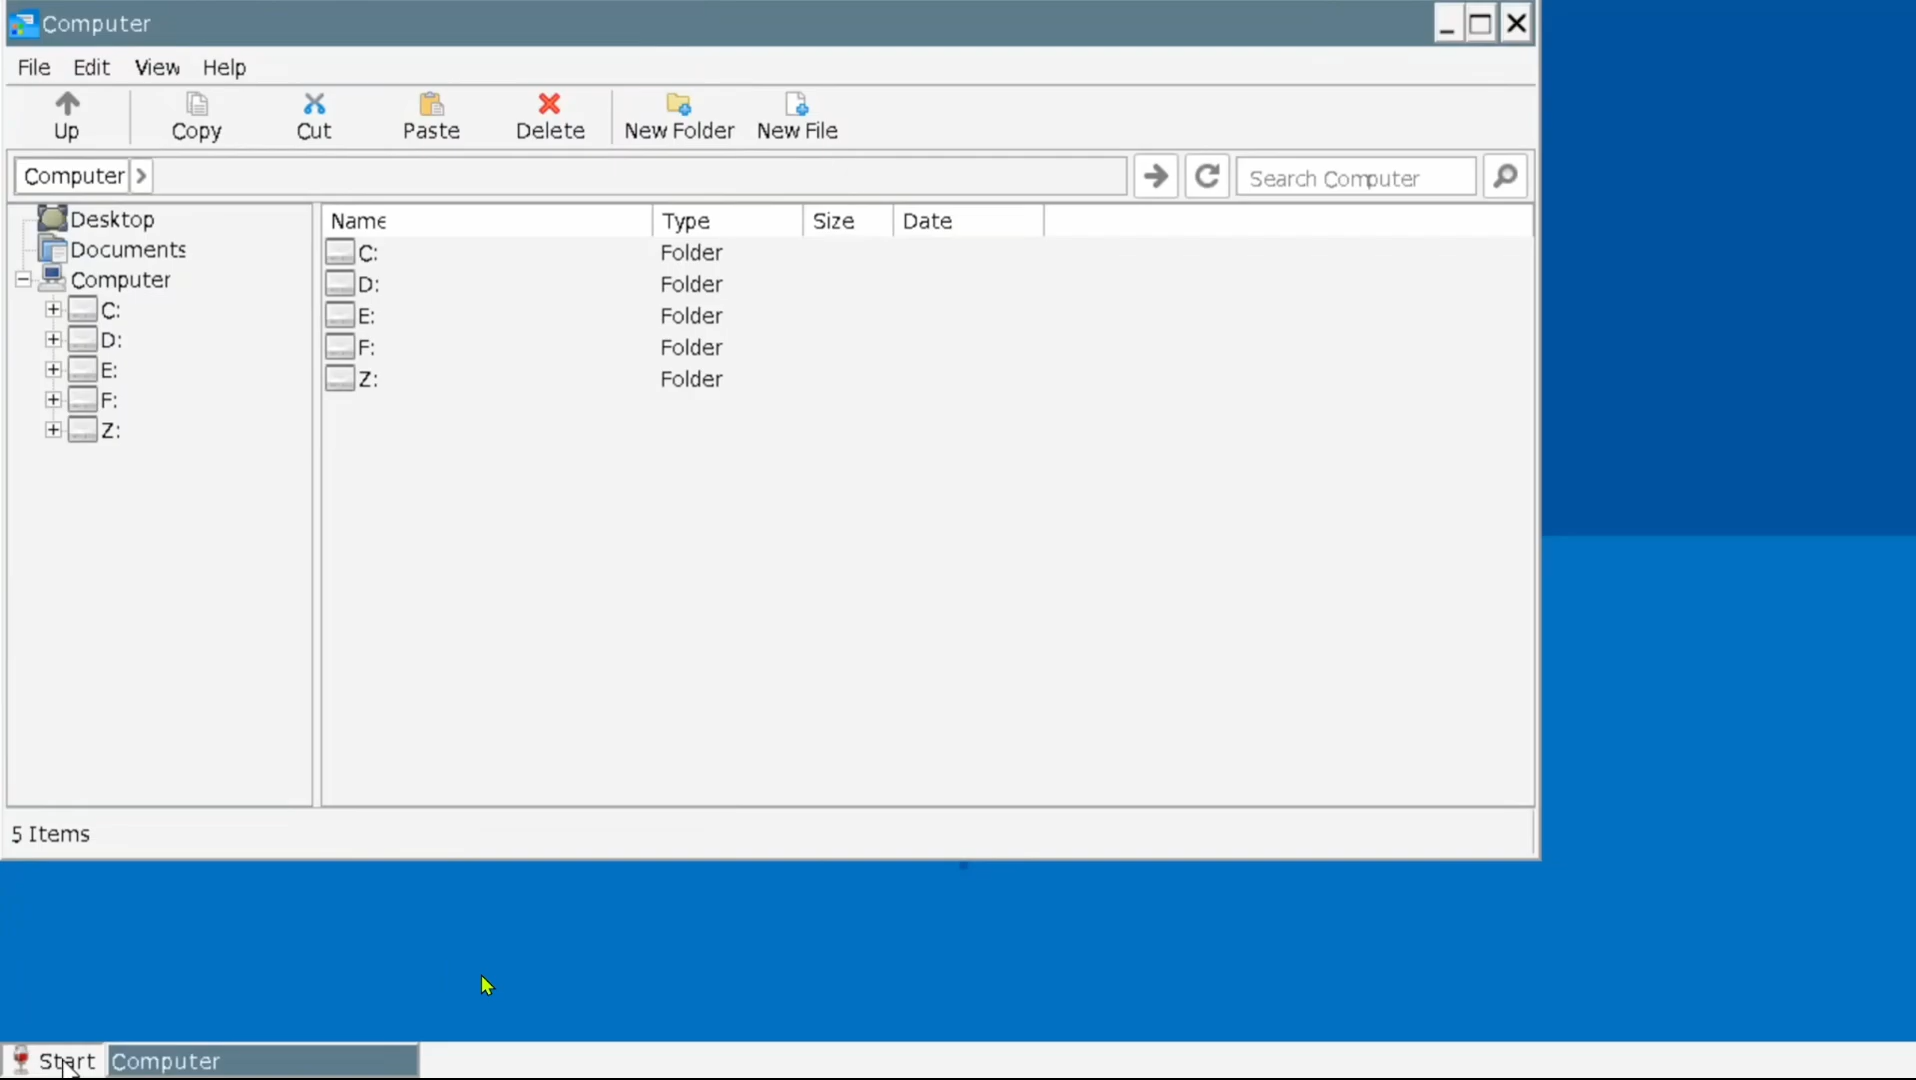 Computer
File Edit View Help
Up Copy Cut Paste Delete New Folder New File
Computer Search Computer
Desktop
Documents
Computer
C:
D:
E:
F:
Z:
Name Type Size Date
C: Folder
D: Folder
E: Folder
F: Folder
Z: Folder
5 Items
Start Computer